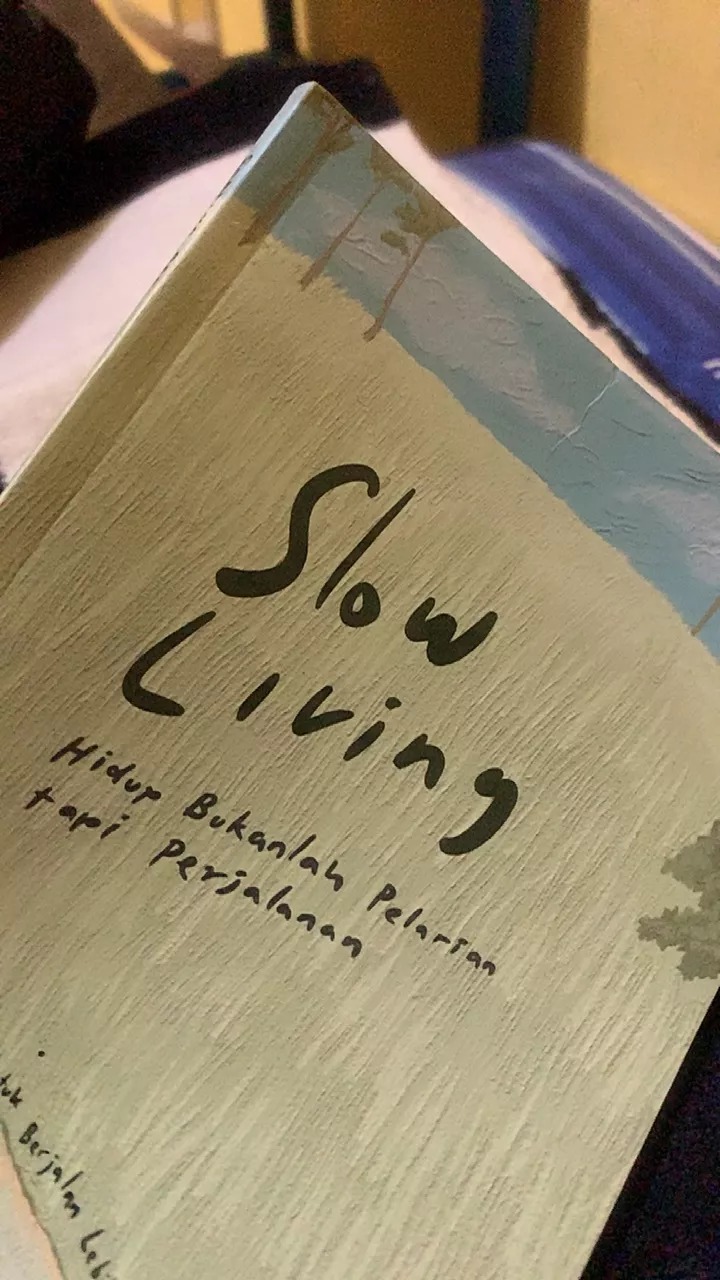 Slow
Living
Hidup Bukanlah Pelarian
tapi Perjalanan
Berjalan